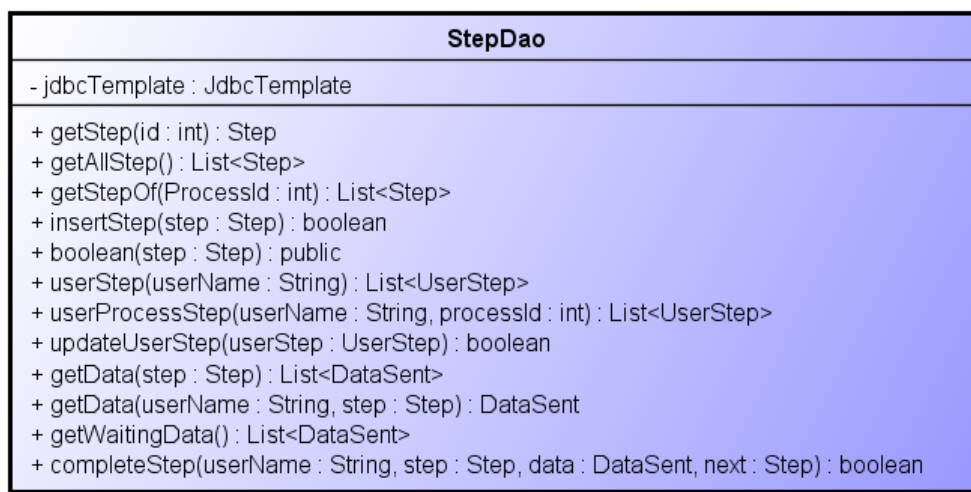 StepDao
- jdbcTemplate : JdbcTemplate
+ getStep(id : int) : Step
+ getAllStep() : List<Step>
+ getStepOf(ProcessId : int) : List<Step>
+ insertStep(step : Step) : boolean
+ boolean(step : Step) : public
+ userStep(userName : String) : List<UserStep>
+ userProcessStep(userName : String, processId : int) : List<UserStep>
+ updateUserStep(userStep : UserStep) : boolean
+ getData(step : Step) : List<DataSent>
+ getData(userName : String, step : Step) : DataSent
+ getWaitingData() : List<DataSent>
+ completeStep(userName : String, step : Step, data : DataSent, next : Step) : boolean